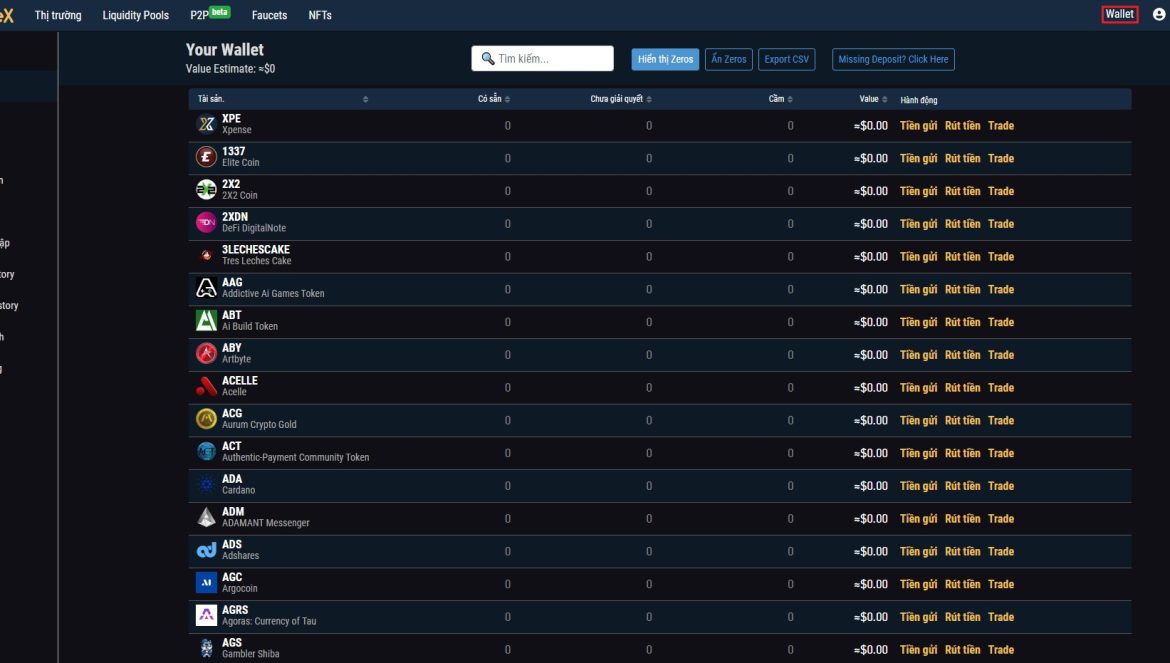 eX Thị trường Liquidity Pools P2P beta Faucets NFTs Wallet
Your Wallet
Value Estimate: ≈$0
Tìm kiếm... Hiển thị Zeros Ẩn Zeros Export CSV Missing Deposit? Click Here
Tài sản. Có sẵn Chưa giải quyết Cầm Value Hành động
XPE
Xpense
0 0 0 ≈$0.00 Tiền gửi Rút tiền Trade
1337
Elite Coin
0 0 0 ≈$0.00 Tiền gửi Rút tiền Trade
2X2
2X2 Coin
0 0 0 ≈$0.00 Tiền gửi Rút tiền Trade
2XDN
DeFi DigitalNote
0 0 0 ≈$0.00 Tiền gửi Rút tiền Trade
3LECHESCAKE
Tres Leches Cake
0 0 0 ≈$0.00 Tiền gửi Rút tiền Trade
AAG
Addictive Ai Games Token
0 0 0 ≈$0.00 Tiền gửi Rút tiền Trade
ABT
Ai Build Token
0 0 0 ≈$0.00 Tiền gửi Rút tiền Trade
ABY
Artbyte
0 0 0 ≈$0.00 Tiền gửi Rút tiền Trade
ACELLE
Acelle
0 0 0 ≈$0.00 Tiền gửi Rút tiền Trade
ACG
Aurum Crypto Gold
0 0 0 ≈$0.00 Tiền gửi Rút tiền Trade
ACT
Authentic-Payment Community Token
0 0 0 ≈$0.00 Tiền gửi Rút tiền Trade
ADA
Cardano
0 0 0 ≈$0.00 Tiền gửi Rút tiền Trade
ADM
ADAMANT Messenger
0 0 0 ≈$0.00 Tiền gửi Rút tiền Trade
ADS
Adshares
0 0 0 ≈$0.00 Tiền gửi Rút tiền Trade
AGC
Argocoin
0 0 0 ≈$0.00 Tiền gửi Rút tiền Trade
AGRS
Agoras: Currency of Tau
0 0 0 ≈$0.00 Tiền gửi Rút tiền Trade
AGS
Gambler Shiba
0 0 0 ≈$0.00 Tiền gửi Rút tiền Trade